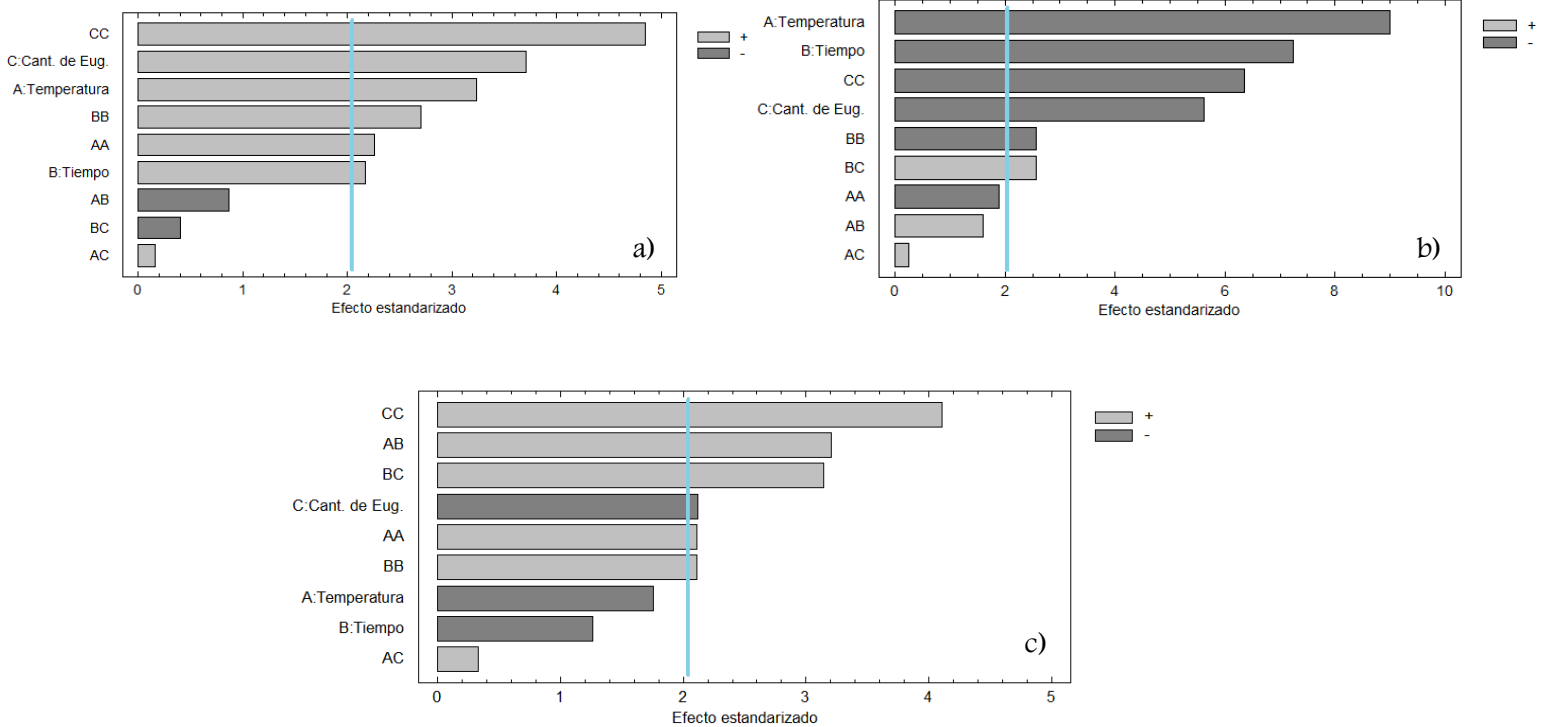 CC
C:Cant. de Eug.
A:Temperatura
BB
AA
B:Tiempo
AB
BC
AC
0 1 2 3 4 5
Efecto estandarizado
+
-
a)
A:Temperatura
B:Tiempo
CC
C:Cant. de Eug.
BB
BC
AA
AB
AC
0 2 4 6 8 10
Efecto estandarizado
+
-
b)
CC
AB
BC
C:Cant. de Eug.
AA
BB
A:Temperatura
B:Tiempo
AC
0 1 2 3 4 5
Efecto estandarizado
+
-
c)